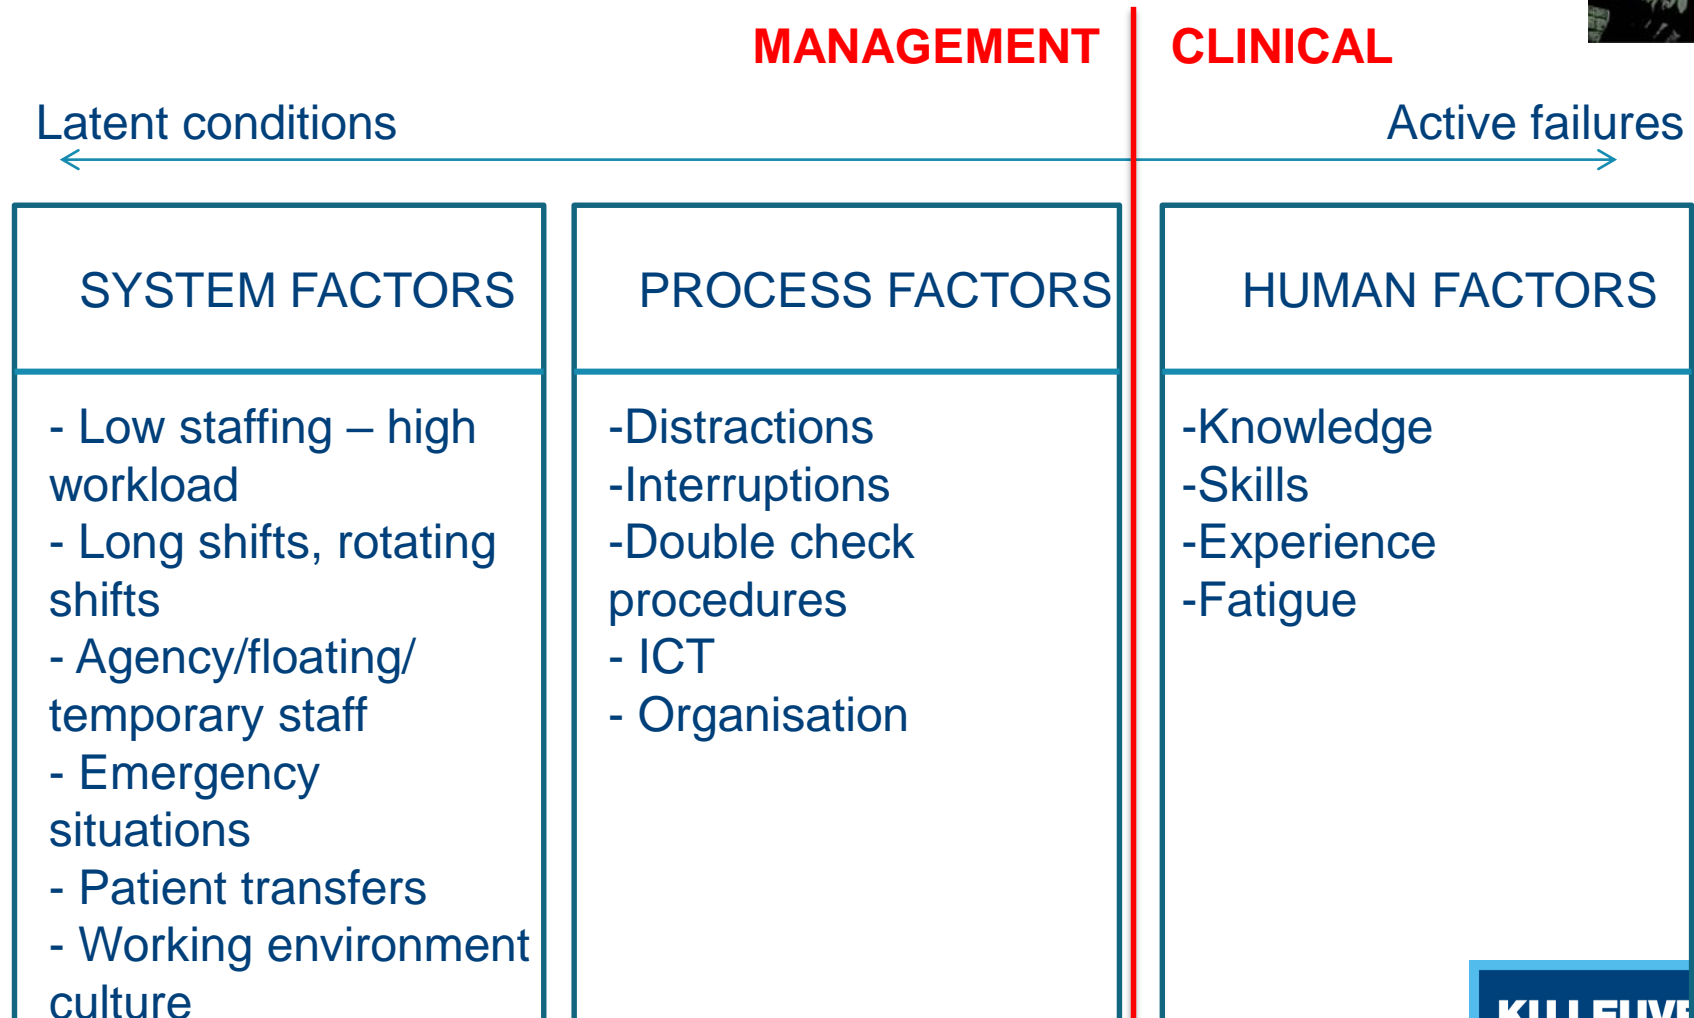 MANAGEMENT
CLINICAL
Latent conditions
Active failures
SYSTEM FACTORS
- Low staffing – high
workload
- Long shifts, rotating
shifts
- Agency/floating/
temporary staff
- Emergency
situations
- Patient transfers
- Working environment
culture
PROCESS FACTORS
-Distractions
-Interruptions
-Double check
procedures
- ICT
- Organisation
HUMAN FACTORS
-Knowledge
-Skills
-Experience
-Fatigue